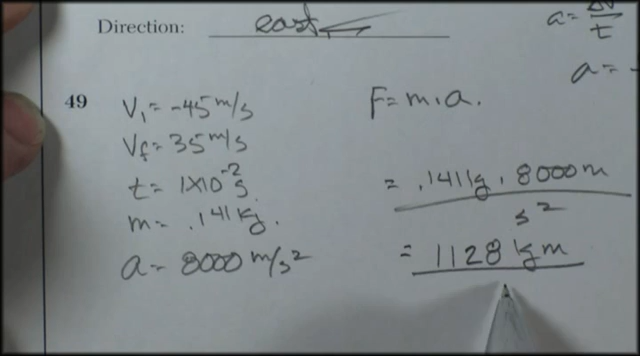 Direction: east
a = ΔV / t
a = -
49
V₁ = -45 m/s
Vf = 35 m/s
t = 1x10⁻² s
m = .141 kg.
a = 8000 m/s²
F = m · a.
= .141 kg · 8000 m
s²
= 1128 kg m